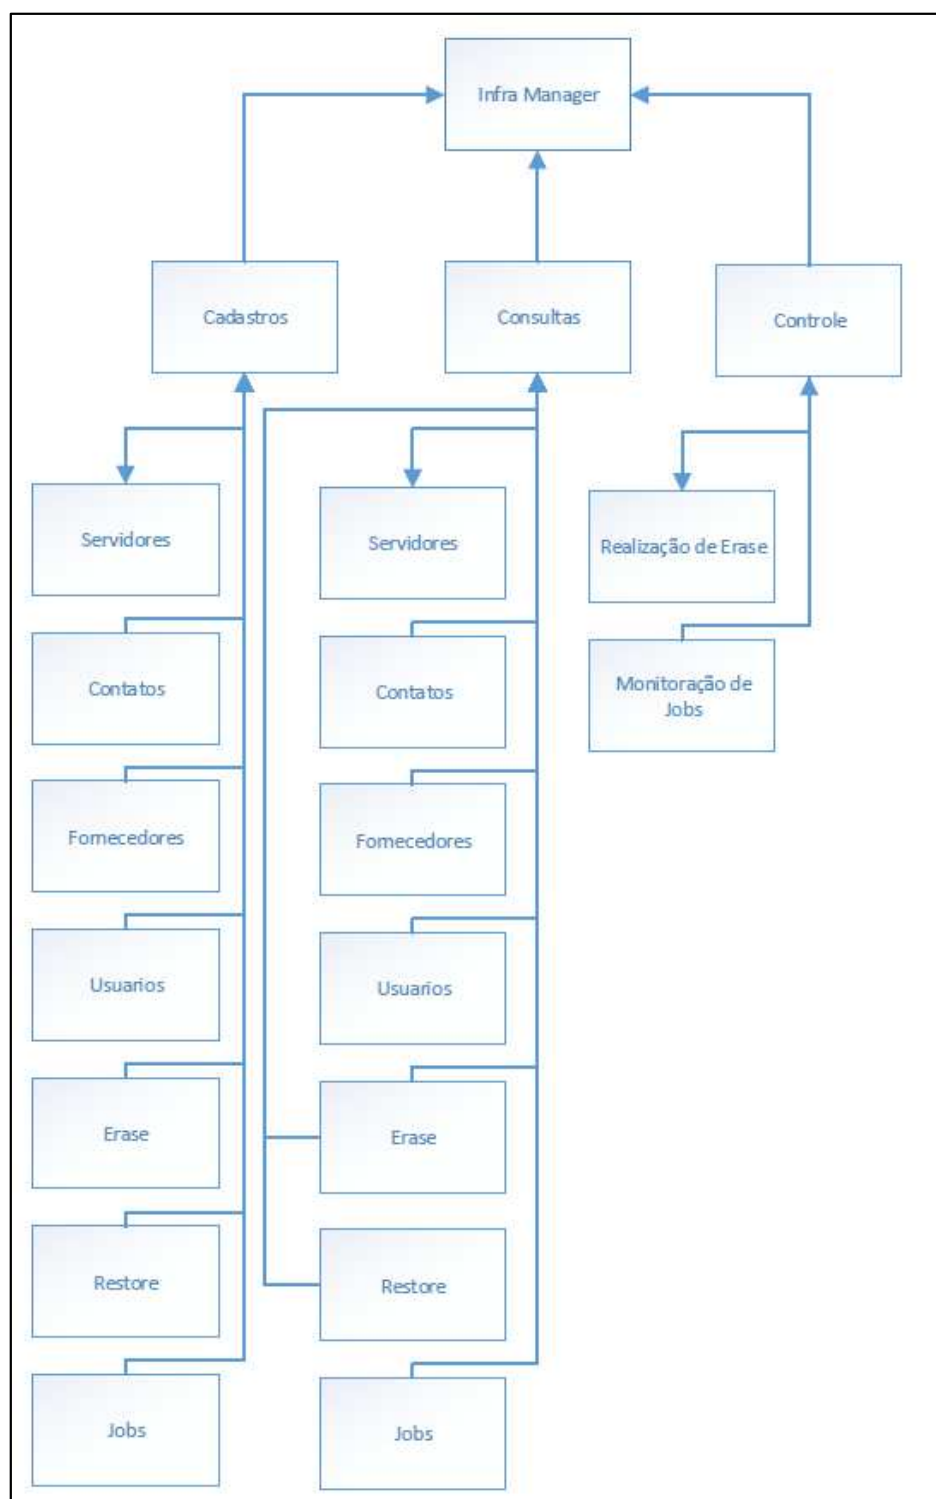 Infra Manager
Cadastros
Consultas
Controle
Servidores
Servidores
Realização de Erase
Contatos
Contatos
Monitoração de
Jobs
Fornecedores
Fornecedores
Usuarios
Usuarios
Erase
Erase
Restore
Restore
Jobs
Jobs